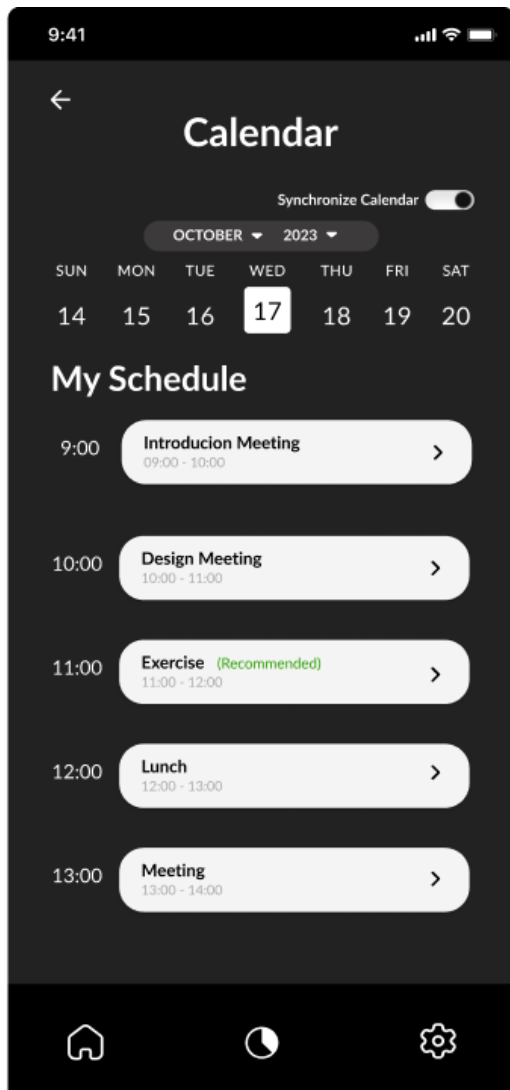 9:41
Calendar
Synchronize Calendar
OCTOBER 2023
SUN MON TUE WED THU FRI SAT
14 15 16 17 18 19 20
My Schedule
9:00 Introducion Meeting
09:00 - 10:00
10:00 Design Meeting
10:00 - 11:00
11:00 Exercise (Recommended)
11:00 - 12:00
12:00 Lunch
12:00 - 13:00
13:00 Meeting
13:00 - 14:00